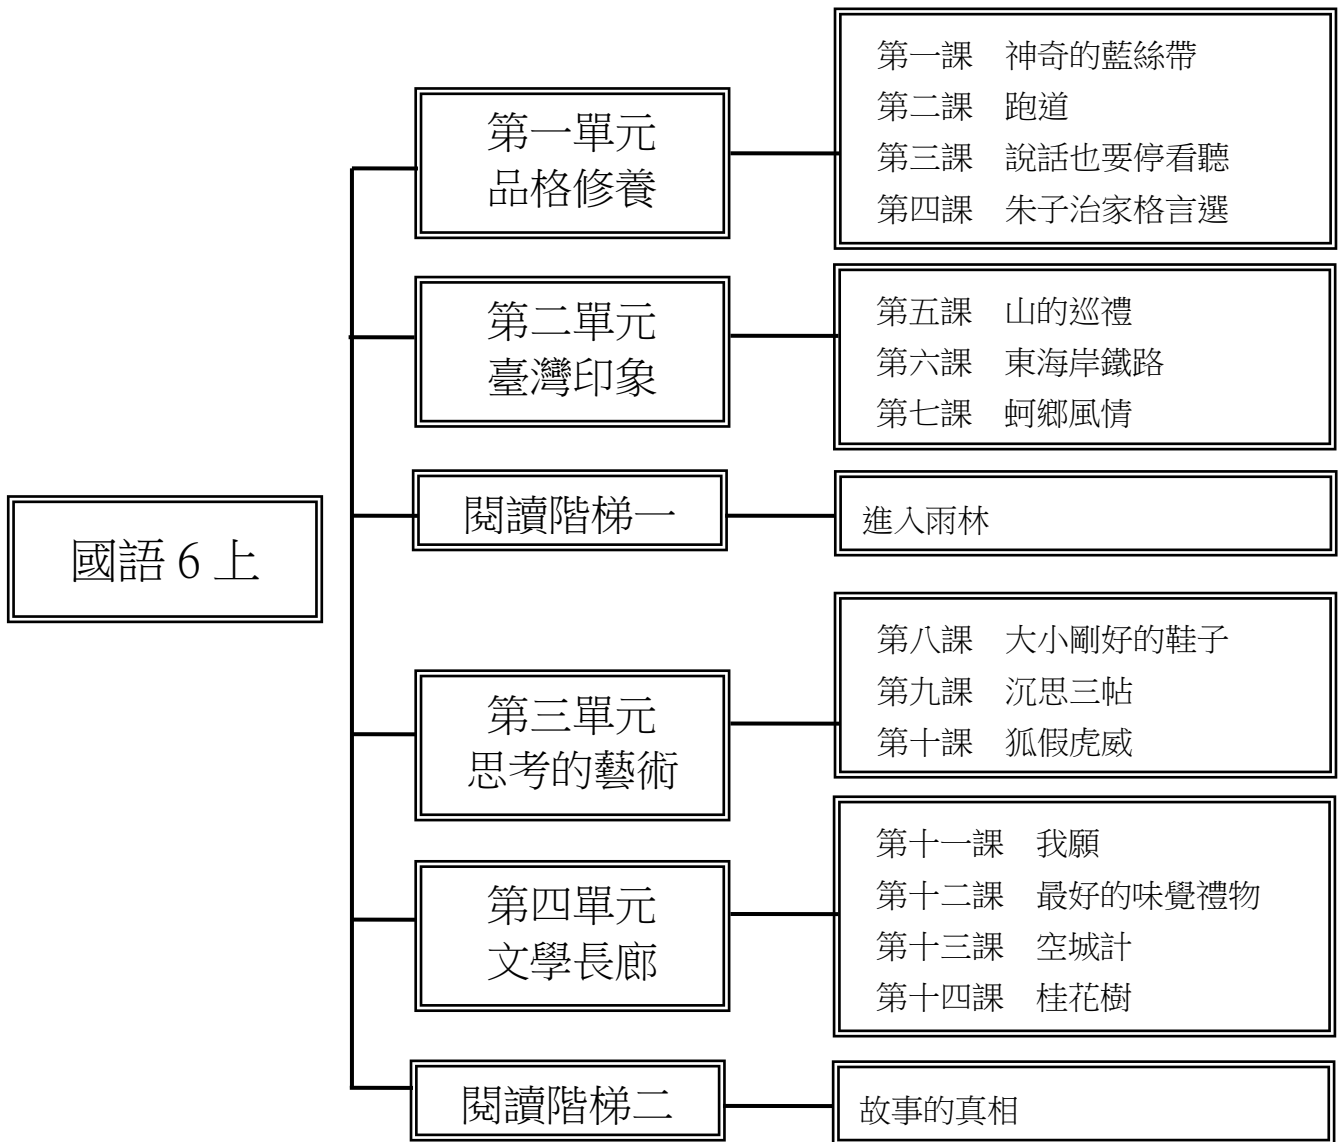 國語 6 上
第一單元
品格修養
第一課 神奇的藍絲帶
第二課 跑道
第三課 說話也要停看聽
第四課 朱子治家格言選
第二單元
臺灣印象
第五課 山的巡禮
第六課 東海岸鐵路
第七課 蚵鄉風情
閱讀階梯一
進入雨林
第三單元
思考的藝術
第八課 大小剛好的鞋子
第九課 沉思三帖
第十課 狐假虎威
第四單元
文學長廊
第十一課 我願
第十二課 最好的味覺禮物
第十三課 空城計
第十四課 桂花樹
閱讀階梯二
故事的真相